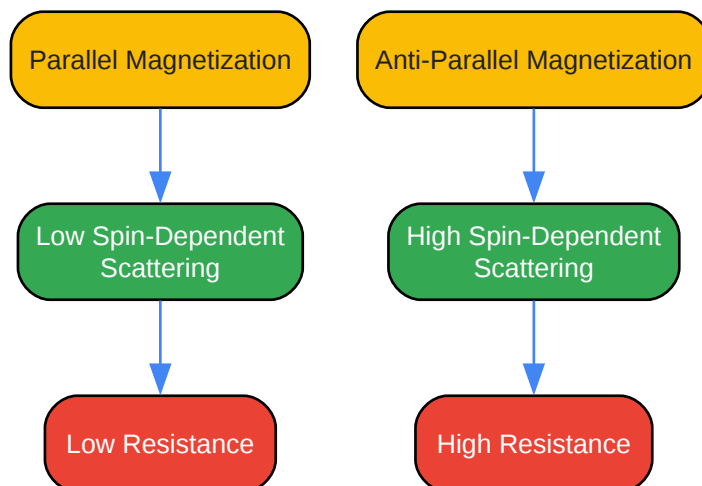 Parallel Magnetization
Anti-Parallel Magnetization
Low Spin-Dependent
Scattering
High Spin-Dependent
Scattering
Low Resistance
High Resistance